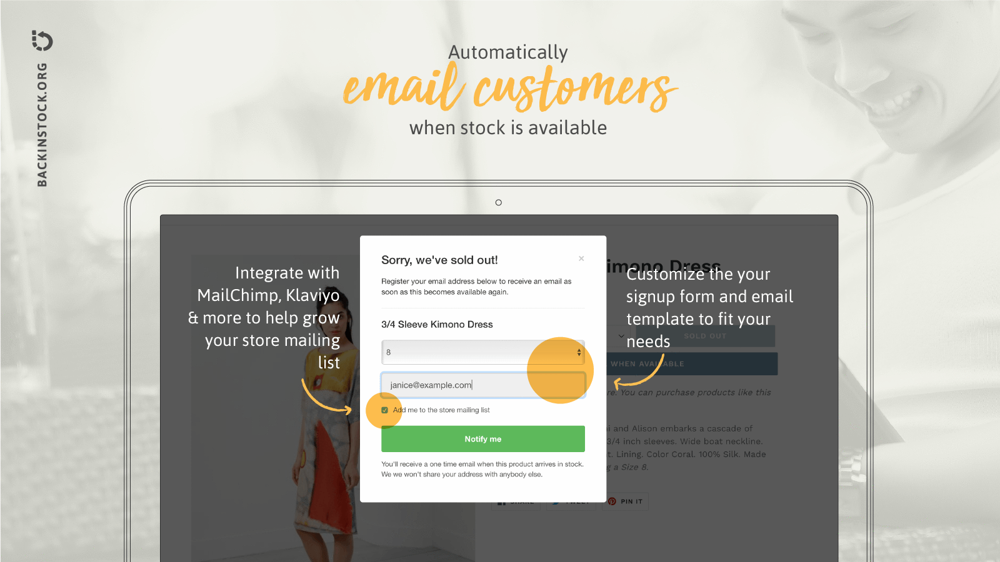 BACKINSTOCK.ORG
Automatically
email customers
when stock is available
Integrate with
MailChimp, Klaviyo
& more to help grow
your store mailing
list
Sorry, we've sold out!
×
Register your email address below to receive an email as
soon as this becomes available again.
3/4 Sleeve Kimono Dress
8
janice@example.com
Add me to the store mailing list
Notify me
You'll receive a one time email when this product arrives in stock.
We we won't share your address with anybody else.
imono Dress
Customize the your
signup form and email
template to fit your
needs
SOLD OUT
WHEN AVAILABLE
re. You can purchase products like this
i and Alison embarks a cascade of
3/4 inch sleeves. Wide boat neckline.
t. Lining. Color Coral. 100% Silk. Made
g a Size 8.
SHARE
TWEET
PIN IT